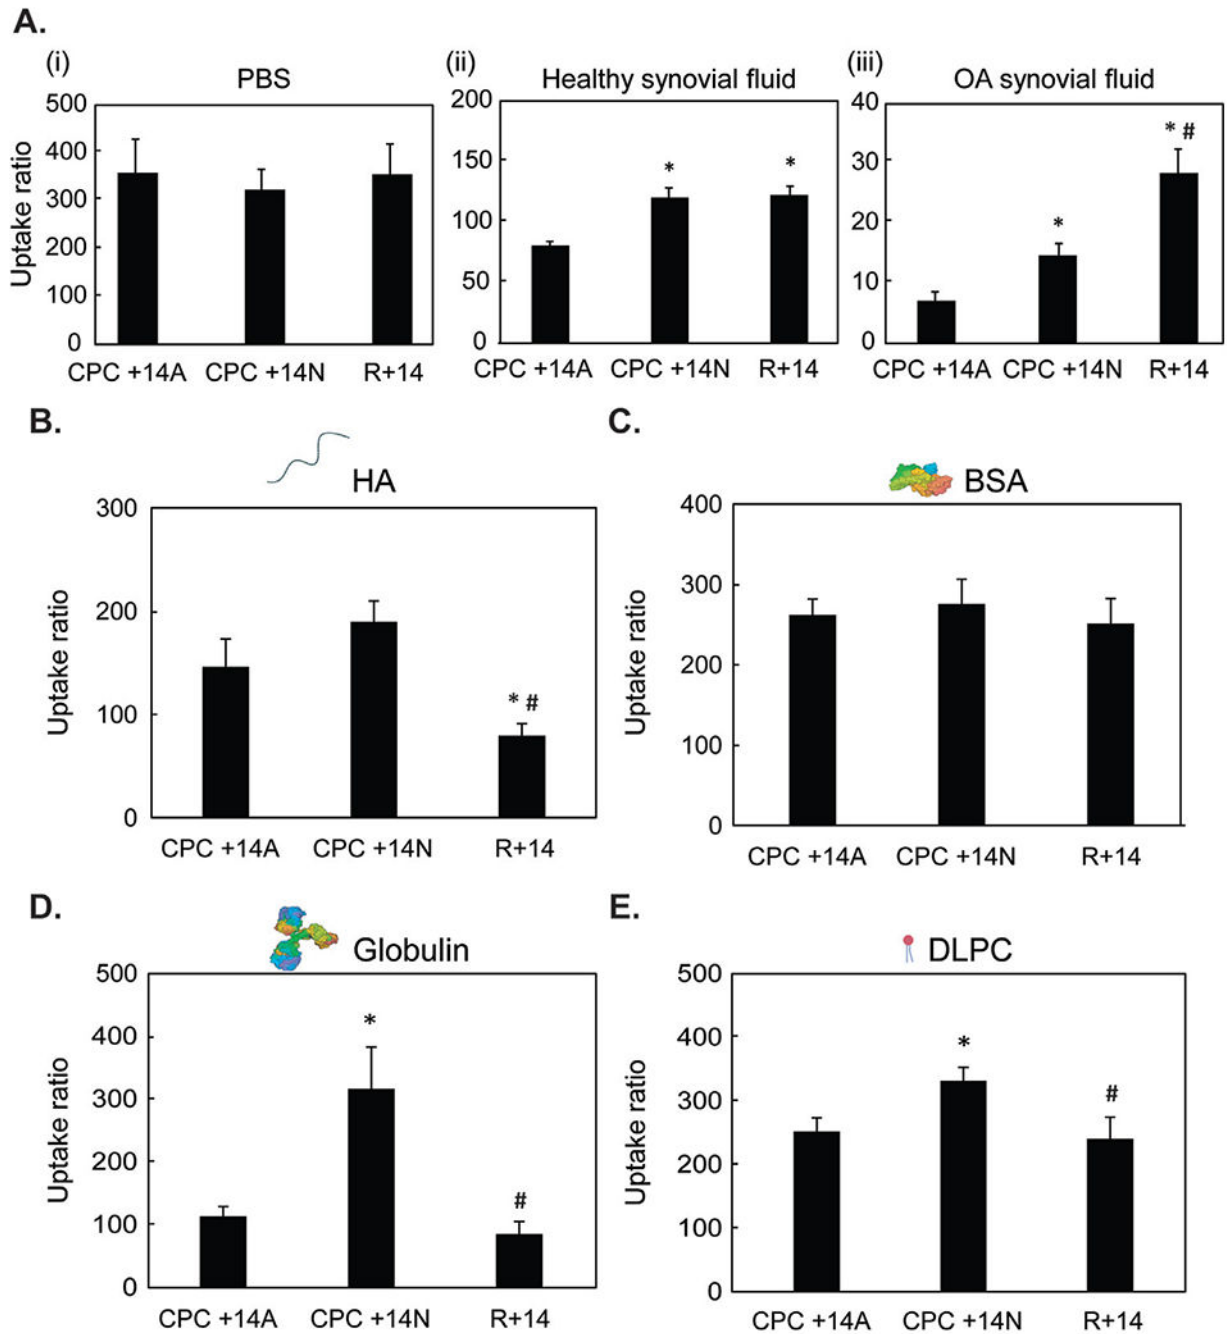 A.
(i) (ii) (iii)
PBS Healthy synovial fluid OA synovial fluid
Uptake ratio
500
400
300
200
100
0
CPC +14A CPC +14N R+14
200
150
100
50
0
* *
CPC +14A CPC +14N R+14
40
30
20
10
0
* * #
CPC +14A CPC +14N R+14
B.
HA
Uptake ratio
300
200
100
0
* #
CPC +14A CPC +14N R+14
C.
BSA
Uptake ratio
400
300
200
100
0
CPC +14A CPC +14N R+14
D.
Globulin
Uptake ratio
500
400
300
200
100
0
* #
CPC +14A CPC +14N R+14
E.
DLPC
Uptake ratio
500
400
300
200
100
0
* #
CPC +14A CPC +14N R+14